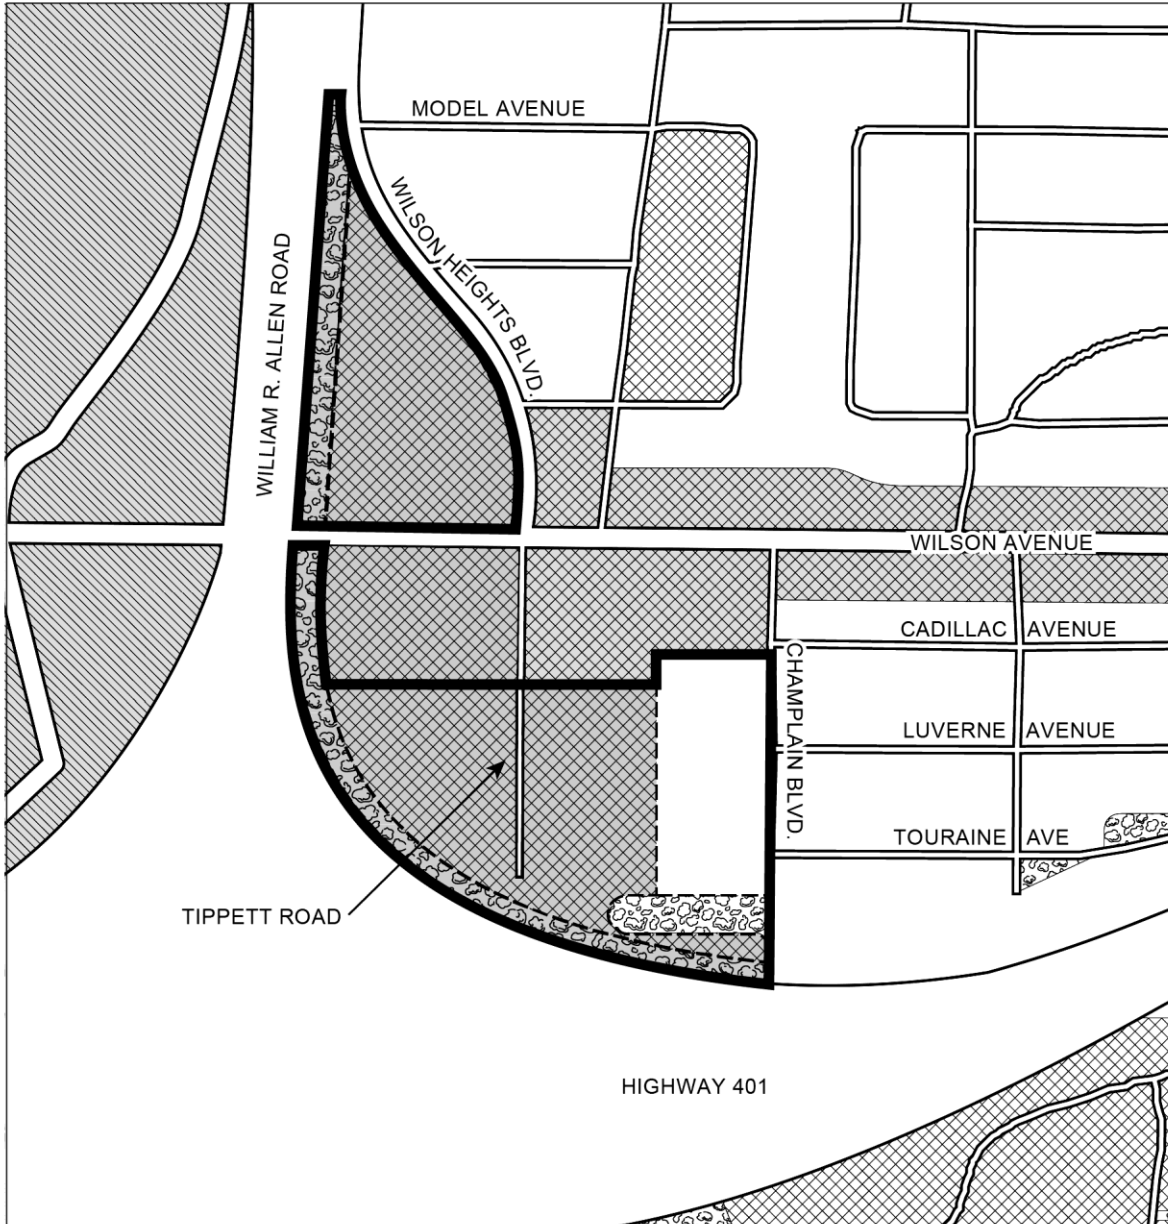 MODEL AVENUE
WILSON HEIGHTS BLVD.
WILLIAM R. ALLEN ROAD
WILSON AVENUE
CADILLAC AVENUE
CHAMPLAIN BLVD.
LUVERNE AVENUE
TOURAINE AVE
TIPPETT ROAD
HIGHWAY 401